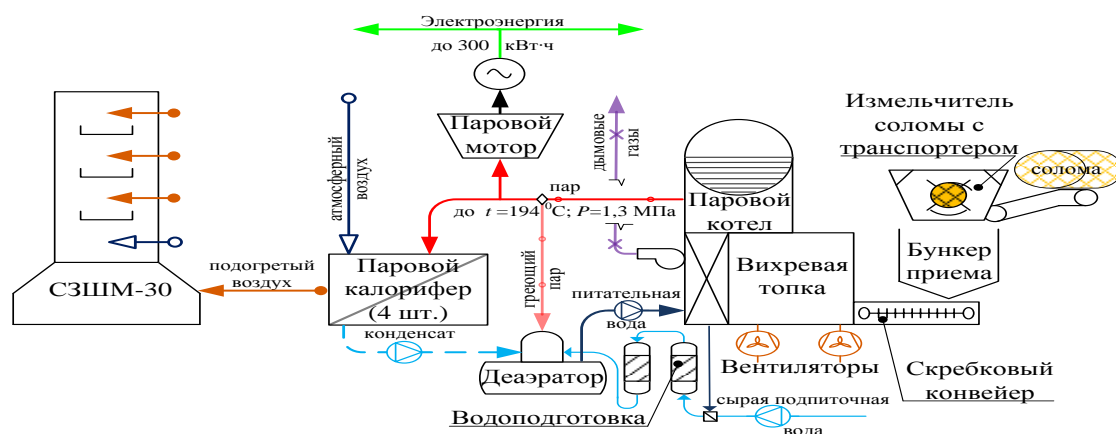 Электроэнергия
до 300 кВт·ч
Паровой
мотор
атмосферный
воздух
дымовые
газы
Измельчитель
соломы с
транспортером
солома
пар
до t =194 ⁰С; P=1,3 МПа
Паровой
котел
Вихревая
топка
Бункер
приема
подогретый
воздух
СЗШМ-30
Паровой
калорифер
(4 шт.)
греющий
пар
питательная
вода
конденсат
Деаэратор
Водоподготовка
Вентиляторы
Скребковый
конвейер
сырая подпиточная
вода